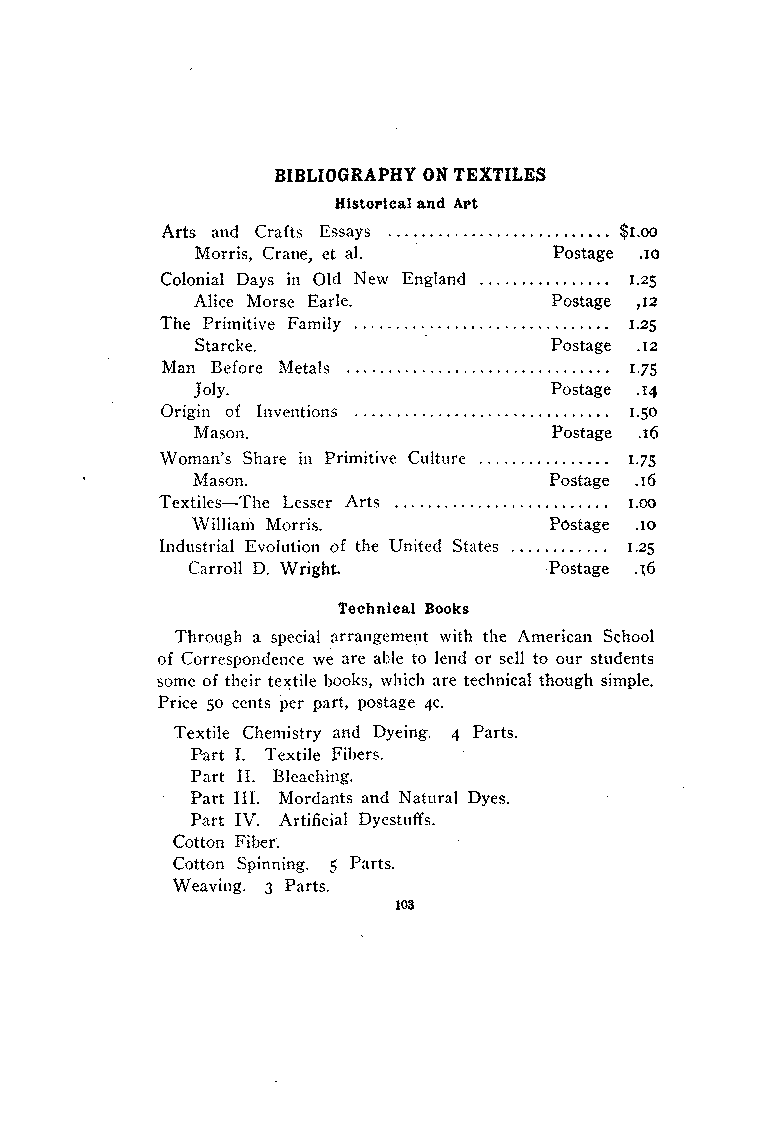 BIBLIOGRAPHY ON TEXTILES
Historical and Art
Arts and Crafts Essays ........................... $1.00
Morris, Crane, et al. Postage .10
Colonial Days in Old New England ................ 1.25
Alice Morse Earle. Postage ,12
The Primitive Family ............................... 1.25
Starcke. Postage .12
Man Before Metals ................................ 1.75
Joly. Postage .14
Origin of Inventions ............................... 1.50
Mason. Postage .16
Woman's Share in Primitive Culture ................ 1.75
Mason. Postage .16
Textiles—The Lesser Arts .......................... 1.00
William Morris. Postage .10
Industrial Evolution of the United States ............ 1.25
Carroll D. Wright. Postage .16
Technical Books
Through a special arrangement with the American School
of Correspondence we are able to lend or sell to our students
some of their textile books, which are technical though simple.
Price 50 cents per part, postage 4c.
Textile Chemistry and Dyeing. 4 Parts.
Part I. Textile Fibers.
Part II. Bleaching.
Part III. Mordants and Natural Dyes.
Part IV. Artificial Dyestuffs.
Cotton Fiber.
Cotton Spinning. 5 Parts.
Weaving. 3 Parts.
103